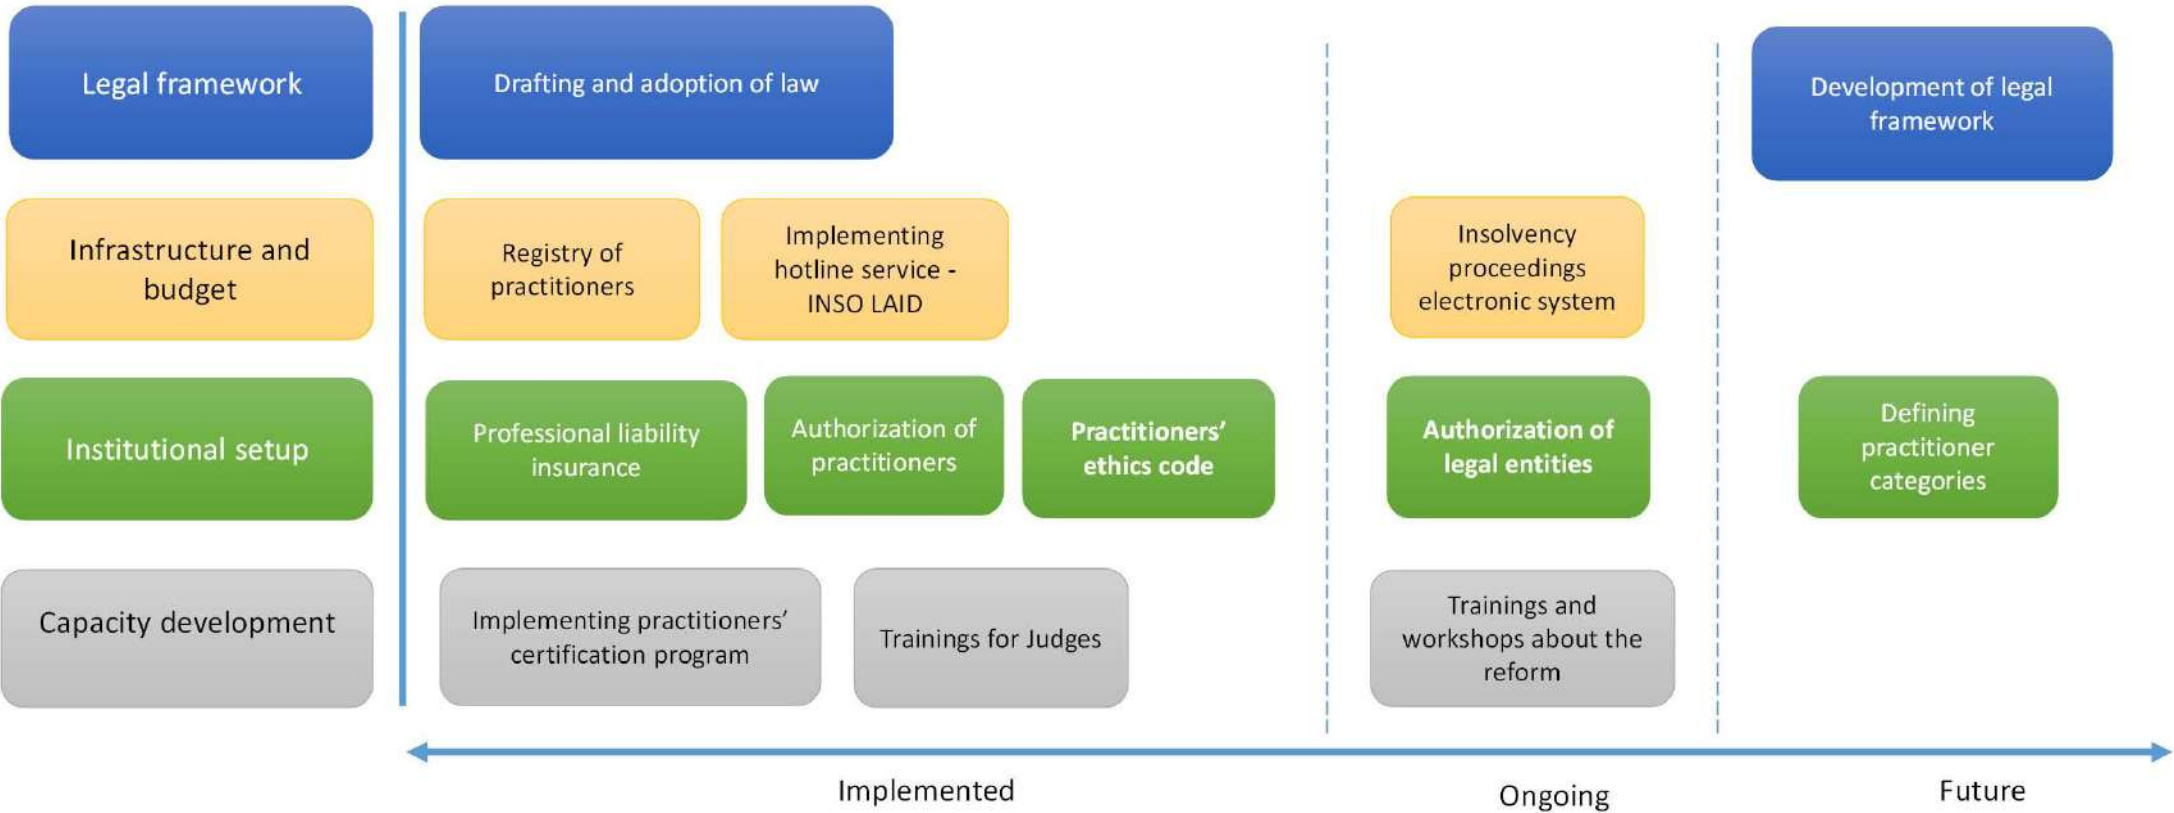 Legal framework
Drafting and adoption of law
Development of legal
framework
Infrastructure and
budget
Registry of
practitioners
Implementing
hotline service -
INSO LAID
Insolvency
proceedings
electronic system
Institutional setup
Professional liability
insurance
Authorization of
practitioners
Practitioners’
ethics code
Authorization of
legal entities
Defining
practitioner
categories
Capacity development
Implementing practitioners’
certification program
Trainings for Judges
Trainings and
workshops about the
reform
Implemented
Ongoing
Future